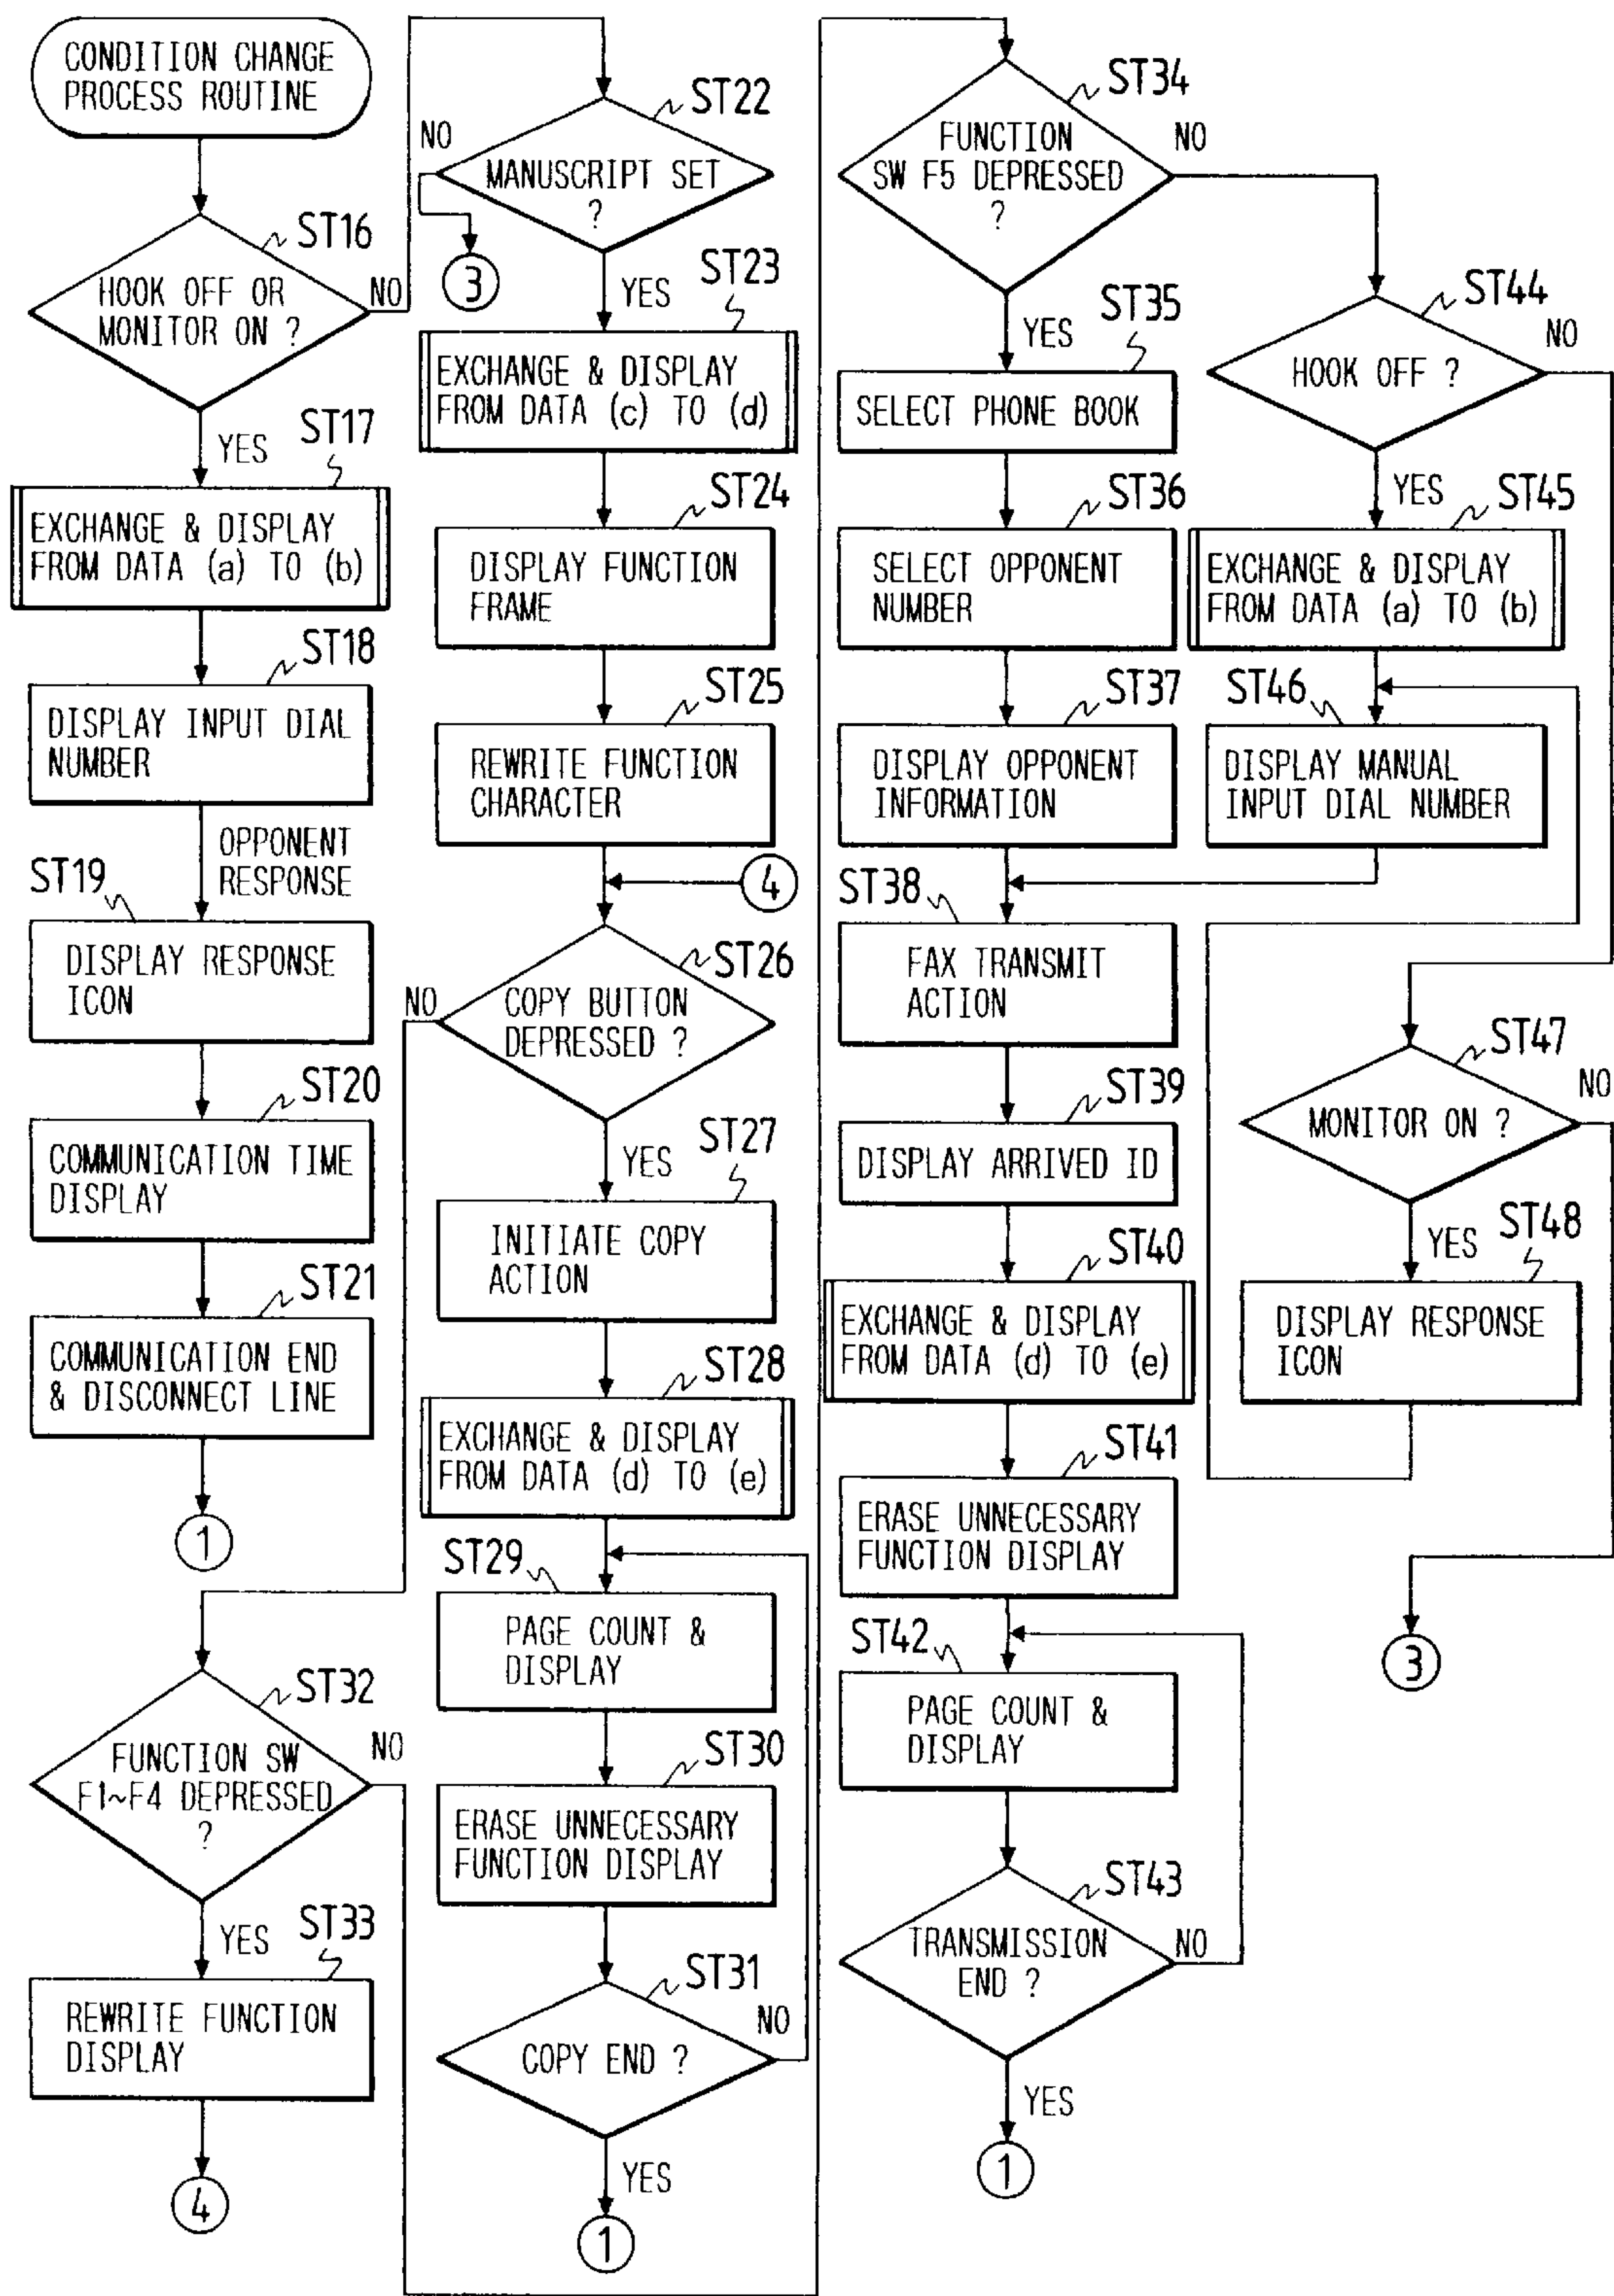 CONDITION CHANGE
PROCESS ROUTINE
ST16
HOOK OFF OR
MONITOR ON ?
NO
YES
ST17
EXCHANGE & DISPLAY
FROM DATA (a) TO (b)
ST18
DISPLAY INPUT DIAL
NUMBER
OPPONENT
RESPONSE
ST19
DISPLAY RESPONSE
ICON
ST20
COMMUNICATION TIME
DISPLAY
ST21
COMMUNICATION END
& DISCONNECT LINE
1
ST32
FUNCTION SW
F1~F4 DEPRESSED
?
NO
YES
ST33
REWRITE FUNCTION
DISPLAY
4
ST22
NO
MANUSCRIPT SET
?
3
YES
ST23
EXCHANGE & DISPLAY
FROM DATA (c) TO (d)
ST24
DISPLAY FUNCTION
FRAME
ST25
REWRITE FUNCTION
CHARACTER
4
ST26
NO
COPY BUTTON
DEPRESSED ?
YES
ST27
INITIATE COPY
ACTION
ST28
EXCHANGE & DISPLAY
FROM DATA (d) TO (e)
ST29
PAGE COUNT &
DISPLAY
ST30
ERASE UNNECESSARY
FUNCTION DISPLAY
ST31
NO
COPY END ?
YES
1
ST34
FUNCTION
SW F5 DEPRESSED
?
NO
YES
ST35
SELECT PHONE BOOK
ST36
SELECT OPPONENT
NUMBER
ST37
DISPLAY OPPONENT
INFORMATION
ST38
FAX TRANSMIT
ACTION
ST39
DISPLAY ARRIVED ID
ST40
EXCHANGE & DISPLAY
FROM DATA (d) TO (e)
ST41
ERASE UNNECESSARY
FUNCTION DISPLAY
ST42
PAGE COUNT &
DISPLAY
ST43
TRANSMISSION
END ?
NO
YES
1
ST44
NO
HOOK OFF ?
YES
ST45
EXCHANGE & DISPLAY
FROM DATA (a) TO (b)
ST46
DISPLAY MANUAL
INPUT DIAL NUMBER
ST47
NO
MONITOR ON ?
YES
ST48
DISPLAY RESPONSE
ICON
3